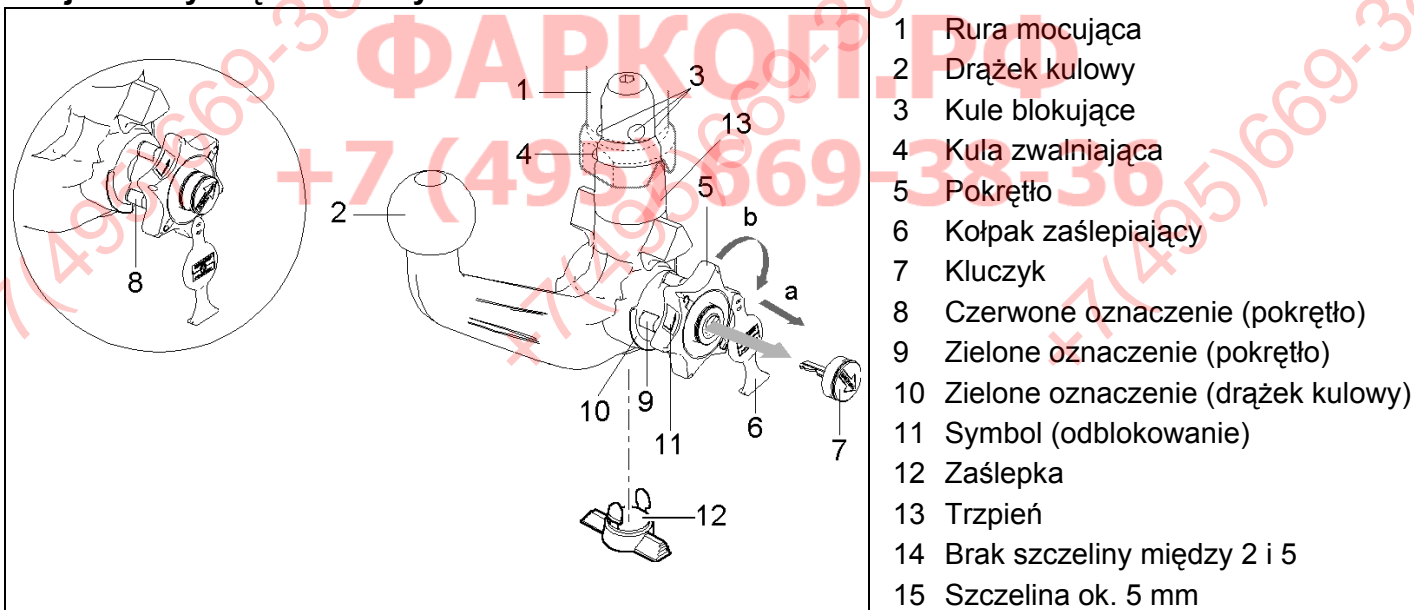 1 Rura mocująca
2 Drążek kulowy
3 Kule blokujące
4 Kula zwalniająca
5 Pokrętło
6 Kołpak zaślepiający
7 Kluczyk
8 Czerwone oznaczenie (pokrętło)
9 Zielone oznaczenie (pokrętło)
10 Zielone oznaczenie (drążek kulowy)
11 Symbol (odblokowanie)
12 Zaślepka
13 Trzpień
14 Brak szczeliny między 2 i 5
15 Szczelina ok. 5 mm
ФАРКОП.РФ
+7 (495) 669-38-36
1
3
13
4
5
b
2
a
8
10
9
11
6
7
12